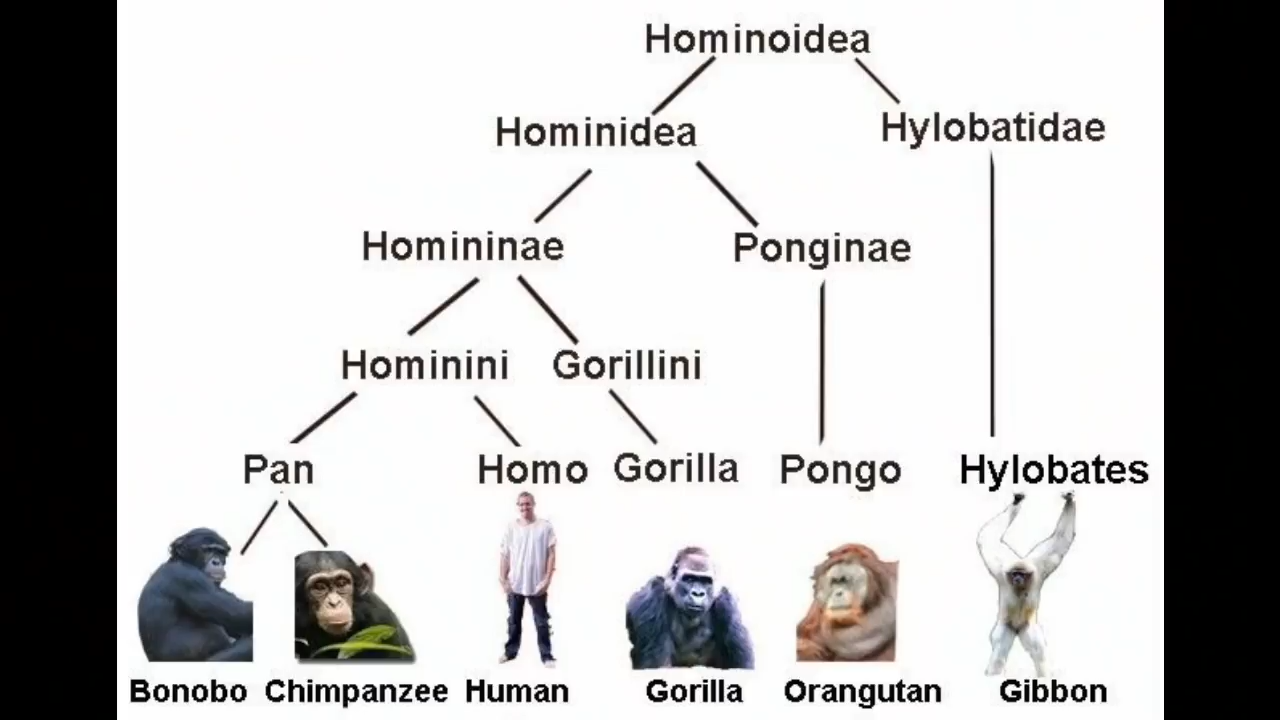 Hominoidea
Hominidea
Hylobatidae
Homininae
Ponginae
Hominini
Gorillini
Pan
Homo
Gorilla
Pongo
Hylobates
Bonobo
Chimpanzee
Human
Gorilla
Orangutan
Gibbon